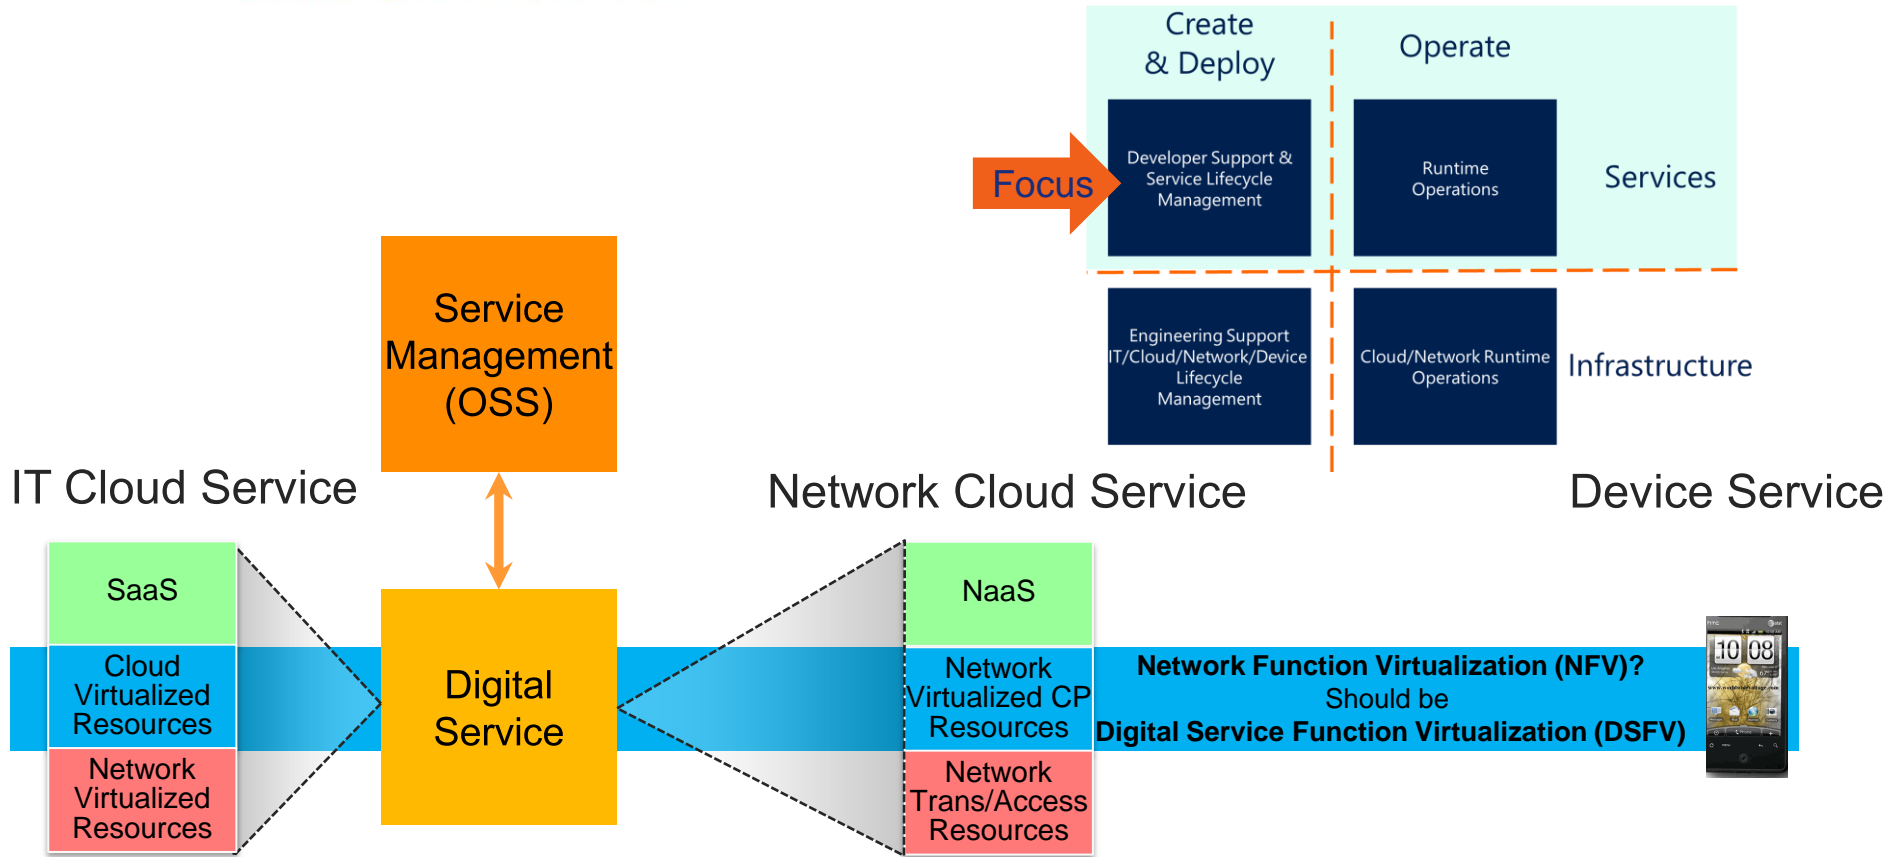 Create
& Deploy
Operate
Focus
Developer Support &
Service Lifecycle
Management
Runtime
Operations
Services
Engineering Support
IT/Cloud/Network/Device
Lifecycle
Management
Cloud/Network Runtime
Operations
Infrastructure
Service
Management
(OSS)
IT Cloud Service
Network Cloud Service
Device Service
SaaS
Cloud
Virtualized
Resources
Network
Virtualized
Resources
Digital
Service
NaaS
Network
Virtualized CP
Resources
Network
Trans/Access
Resources
Network Function Virtualization (NFV)?
Should be
Digital Service Function Virtualization (DSFV)
htc
at&t
10 08